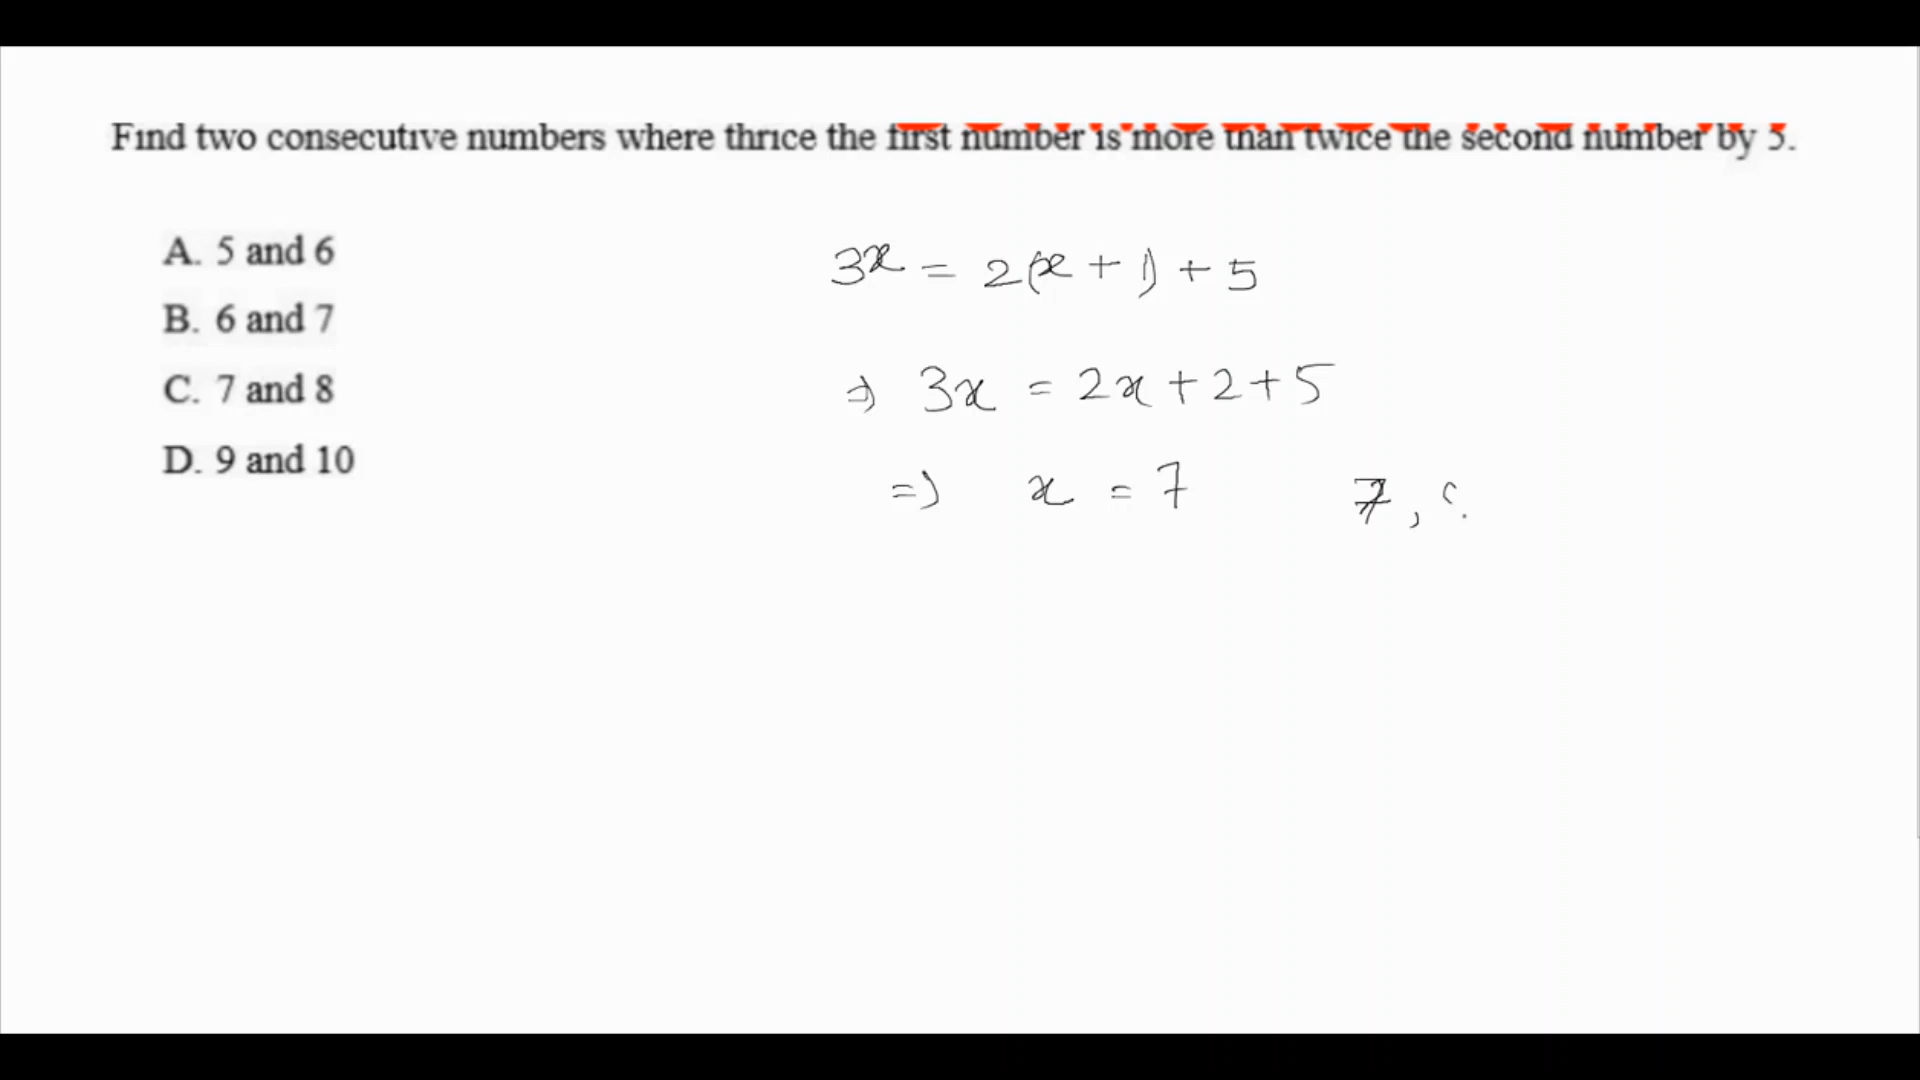 Find two consecutive numbers where thrice the first number is more than twice the second number by 5.
A. 5 and 6
B. 6 and 7
C. 7 and 8
D. 9 and 10
3x = 2(x + 1) + 5
⇒ 3x = 2x + 2 + 5
⇒ x = 7
7,